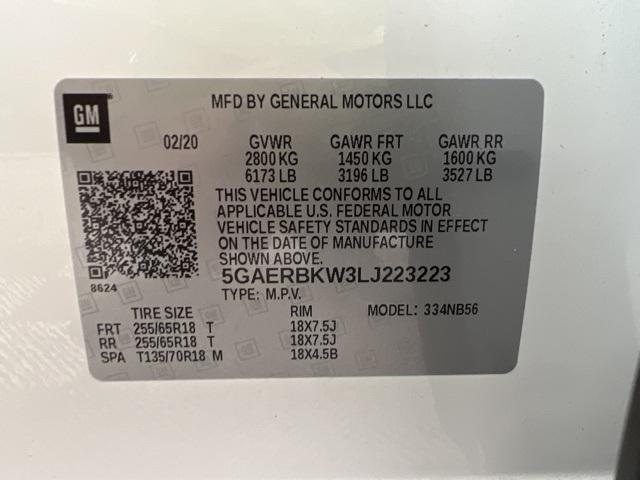 GM
MFD BY GENERAL MOTORS LLC
02/20 GVWR GAWR FRT GAWR RR
2800 KG 1450 KG 1600 KG
6173 LB 3196 LB 3527 LB
THIS VEHICLE CONFORMS TO ALL
APPLICABLE U.S. FEDERAL MOTOR
VEHICLE SAFETY STANDARDS IN EFFECT
ON THE DATE OF MANUFACTURE
SHOWN ABOVE.
8624
5GAERBKW3LJ223223
TYPE: M.P.V.
TIRE SIZE RIM MODEL: 334NB56
FRT 255/65R18 T 18X7.5J
RR 255/65R18 T 18X7.5J
SPA T135/70R18 M 18X4.5B